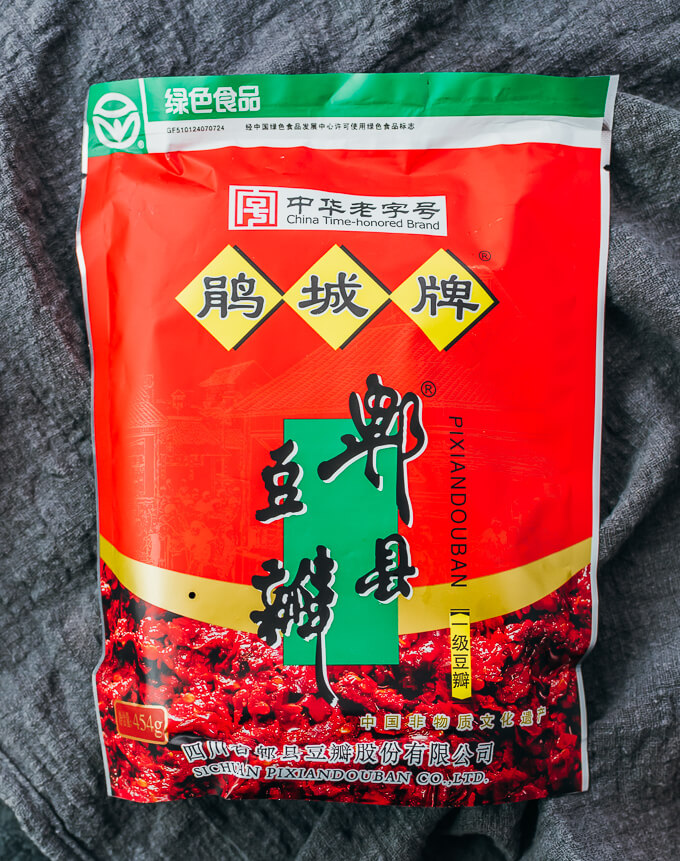 绿色食品
GF510124070724 经中国绿色食品发展中心许可使用绿色食品标志
中华老字号
China Time-honored Brand
鹃城牌®
郫县®
豆瓣
PIXIANDOUBAN
【一级豆瓣】
454g
中国非物质文化遗产
四川省郫县豆瓣股份有限公司
SICHUAN PIXIANDOUBAN CO.,LTD.